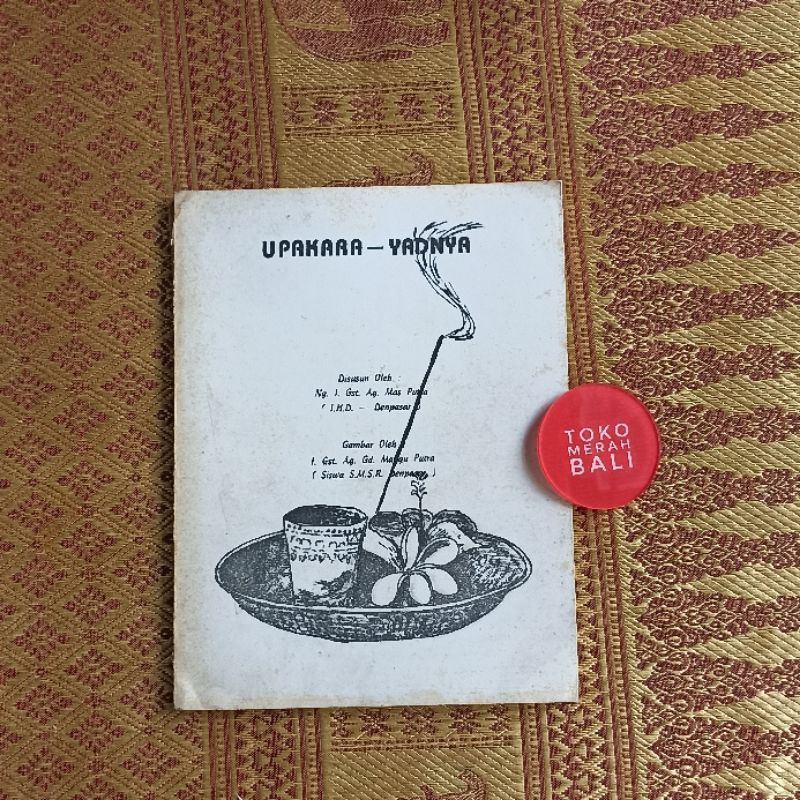 UPAKARA — YADNYA
Disusun Oleh :
Ng. I. Gst. Ag. Mas Putra
( I.H.D. - Denpasar )
Gambar Oleh :
I. Gst. Ag. Gd. Putra
( Siswa S.M.S.R. Denpasar )
TOKO
MERAH
BALI